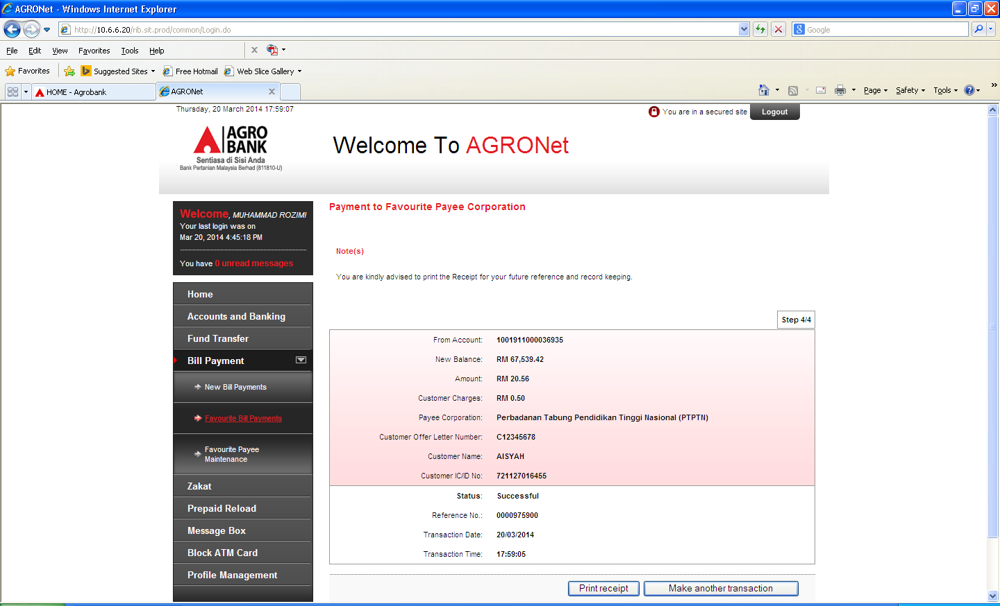 AGRONet - Windows Internet Explorer
http://10.6.6.20/rib.sit.prod/common/Login.do
Google
File Edit View Favorites Tools Help
Favorites Suggested Sites Free Hotmail Web Slice Gallery
HOME - Agrobank AGRONet Page Safety Tools
Thursday, 20 March 2014 17:59:07
You are in a secured site Logout
AGRO
BANK
Sentiasa di Sisi Anda
Bank Pertanian Malaysia Berhad (811810-U)
Welcome To AGRONet
Welcome, MUHAMMAD ROZIMI
Your last login was on
Mar 20, 2014 4:45:18 PM
You have 0 unread messages
Home
Accounts and Banking
Fund Transfer
Bill Payment
New Bill Payments
Favourite Bill Payments
Favourite Payee
Maintenance
Zakat
Prepaid Reload
Message Box
Block ATM Card
Profile Management
Payment to Favourite Payee Corporation
Note(s)
You are kindly advised to print the Receipt for your future reference and record keeping.
Step 4/4
From Account: 1001911000036935
New Balance: RM 67,539.42
Amount: RM 20.56
Customer Charges: RM 0.50
Payee Corporation: Perbadanan Tabung Pendidikan Tinggi Nasional (PTPTN)
Customer Offer Letter Number: C12345678
Customer Name: AISYAH
Customer IC/ID No: 721127016455
Status: Successful
Reference No.: 0000975900
Transaction Date: 20/03/2014
Transaction Time: 17:59:05
Print receipt Make another transaction